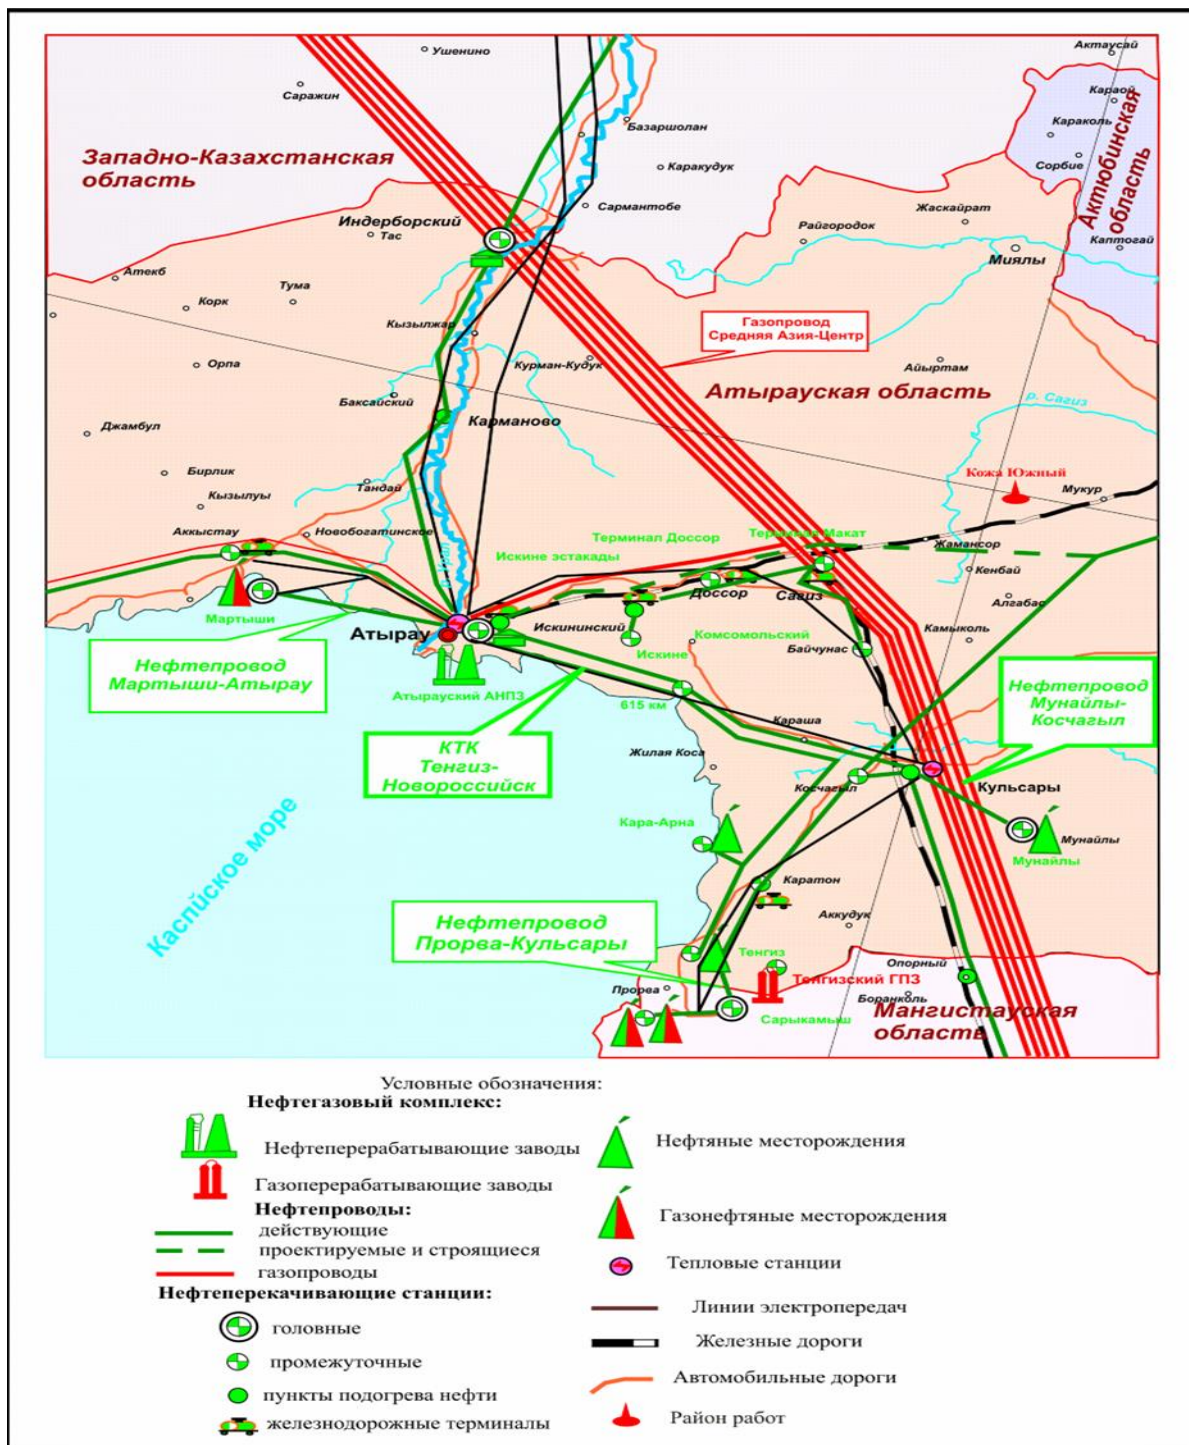 Ушенино
Актаусай
Саражин
Караой
Базаршолан
Караколь
Западно-Казахстанская
область
Каракудук
Сорбие
Актюбинская
область
Сармантобе
Жаскайрат
Индерборский
Тас
Райгородок
Каптогай
Миялы
Атекб
Тума
Корк
Кызылжар
Газопровод
Средняя Азия-Центр
Орпа
Курман-Кудук
Айыртам
Атырауская область
Баксайский
р. Сагиз
Карманово
Джамбул
Бирлик
Кожа Южный
Тандай
Мукур
Кызылуы
Аккыстау
Новобогатинское
Терминал Доссор
Терминал Макат
Жамансор
Искине эстакады
р. Урал
Кенбай
Доссор
Сагиз
Алгабас
Мартыши
Атырау
Искининский
Комсомольский
Камыколь
Искине
Байчунас
Нефтепровод
Мартыши-Атырау
Атырауский АНПЗ
615 км
Нефтепровод
Мунайлы-
Косчагыл
Караша
КТК
Тенгиз-
Новороссийск
Жилая Коса
Косчагыл
Кульсары
Каспйское море
Кара-Арна
Мунайлы
Мунайлы
Каратон
Аккудук
Нефтепровод
Прорва-Кульсары
Тенгиз
Опорный
Тенгизский ГПЗ
Прорва
Боранколь
Сарыкамыш
Мангистауская
область
Условные обозначения:
Нефтегазовый комплекс:
Нефтеперерабатывающие заводы
Нефтяные месторождения
Газоперерабатывающие заводы
Нефтепроводы:
Газонефтяные месторождения
действующие
проектируемые и строящиеся
Тепловые станции
газопроводы
Нефтеперекачивающие станции:
Линии электропередач
головные
Железные дороги
промежуточные
Автомобильные дороги
пункты подогрева нефти
Район работ
железнодорожные терминалы